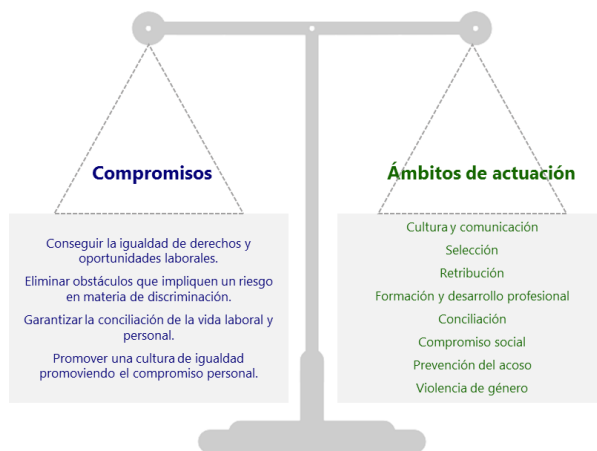 Compromisos
Conseguir la igualdad de derechos y
oportunidades laborales.
Eliminar obstáculos que impliquen un riesgo
en materia de discriminación.
Garantizar la conciliación de la vida laboral y
personal.
Promover una cultura de igualdad
promoviendo el compromiso personal.
Ámbitos de actuación
Cultura y comunicación
Selección
Retribución
Formación y desarrollo profesional
Conciliación
Compromiso social
Prevención del acoso
Violencia de género